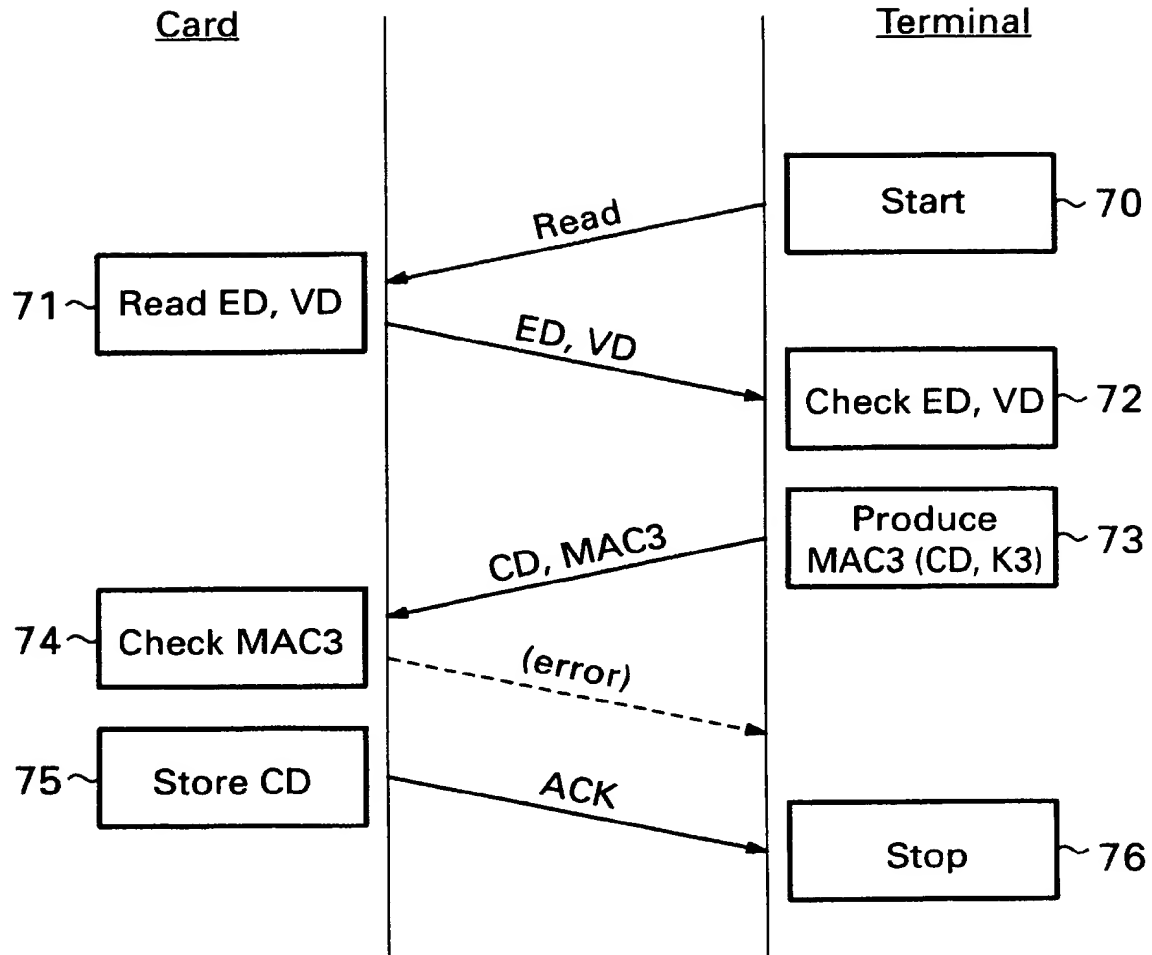 Card
Terminal
Start
70
Read
71
Read ED, VD
ED, VD
Check ED, VD
72
Produce
MAC3 (CD, K3)
73
CD, MAC3
74
Check MAC3
(error)
75
Store CD
ACK
Stop
76